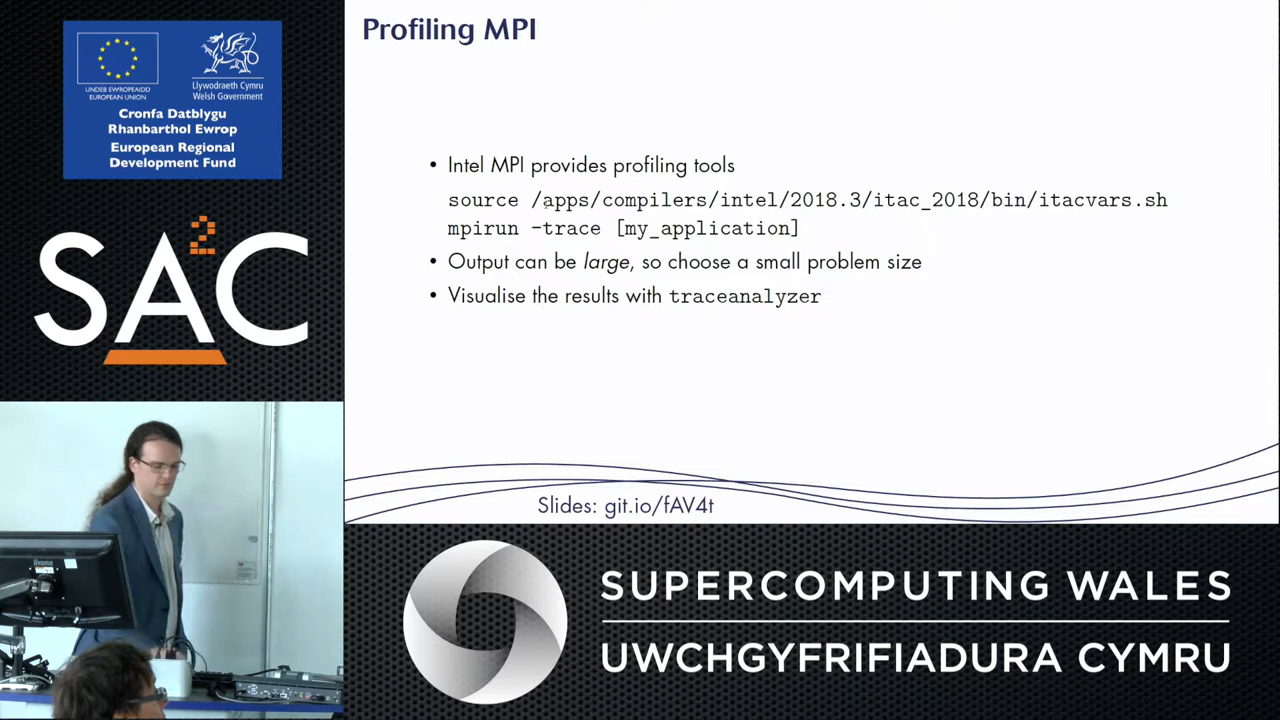 Profiling MPI
UNDEB EWROPEAIDD
EUROPEAN UNION
Llywodraeth Cymru
Welsh Government
Cronfa Datblygu
Rhanbarthol Ewrop
European Regional
Development Fund
• Intel MPI provides profiling tools
source /apps/compilers/intel/2018.3/itac_2018/bin/itacvars.sh
mpirun -trace [my_application]
• Output can be large, so choose a small problem size
• Visualise the results with traceanalyzer
SA²C
Slides: git.io/fAV4t
SUPERCOMPUTING WALES
UWCHGYFRIFIADURA CYMRU